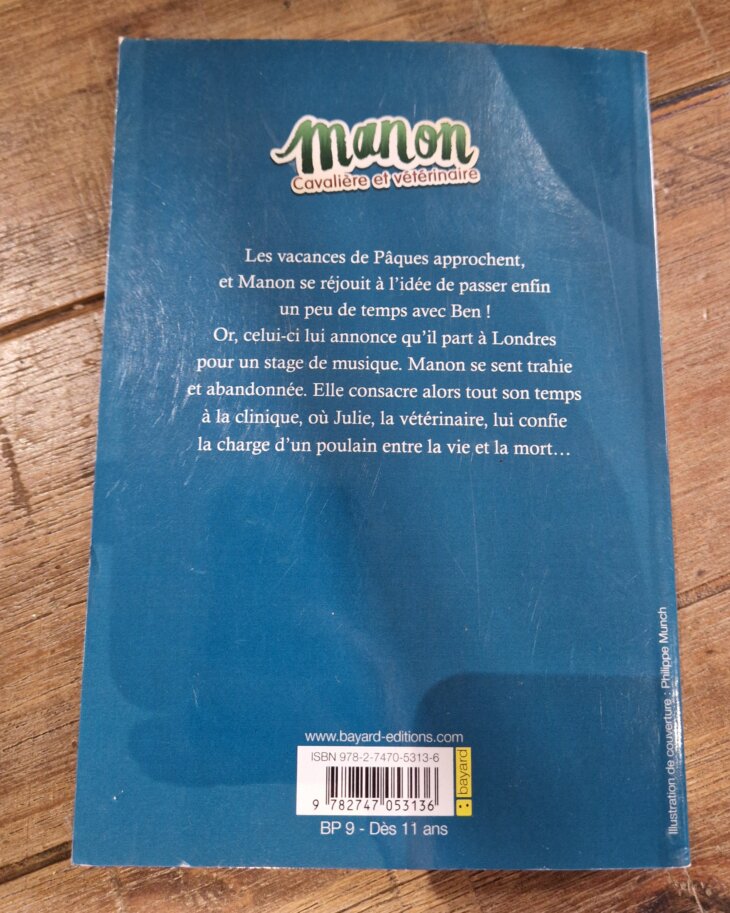 manon
Cavalière et vétérinaire
Les vacances de Pâques approchent,
et Manon se réjouit à l'idée de passer enfin
un peu de temps avec Ben !
Or, celui-ci lui annonce qu'il part à Londres
pour un stage de musique. Manon se sent trahie
et abandonnée. Elle consacre alors tout son temps
à la clinique, où Julie, la vétérinaire, lui confie
la charge d'un poulain entre la vie et la mort…
www.bayard-editions.com
ISBN 978-2-7470-5313-6
9 782747 053136
bayard
BP 9 - Dès 11 ans
Illustration de couverture : Philippe Munch